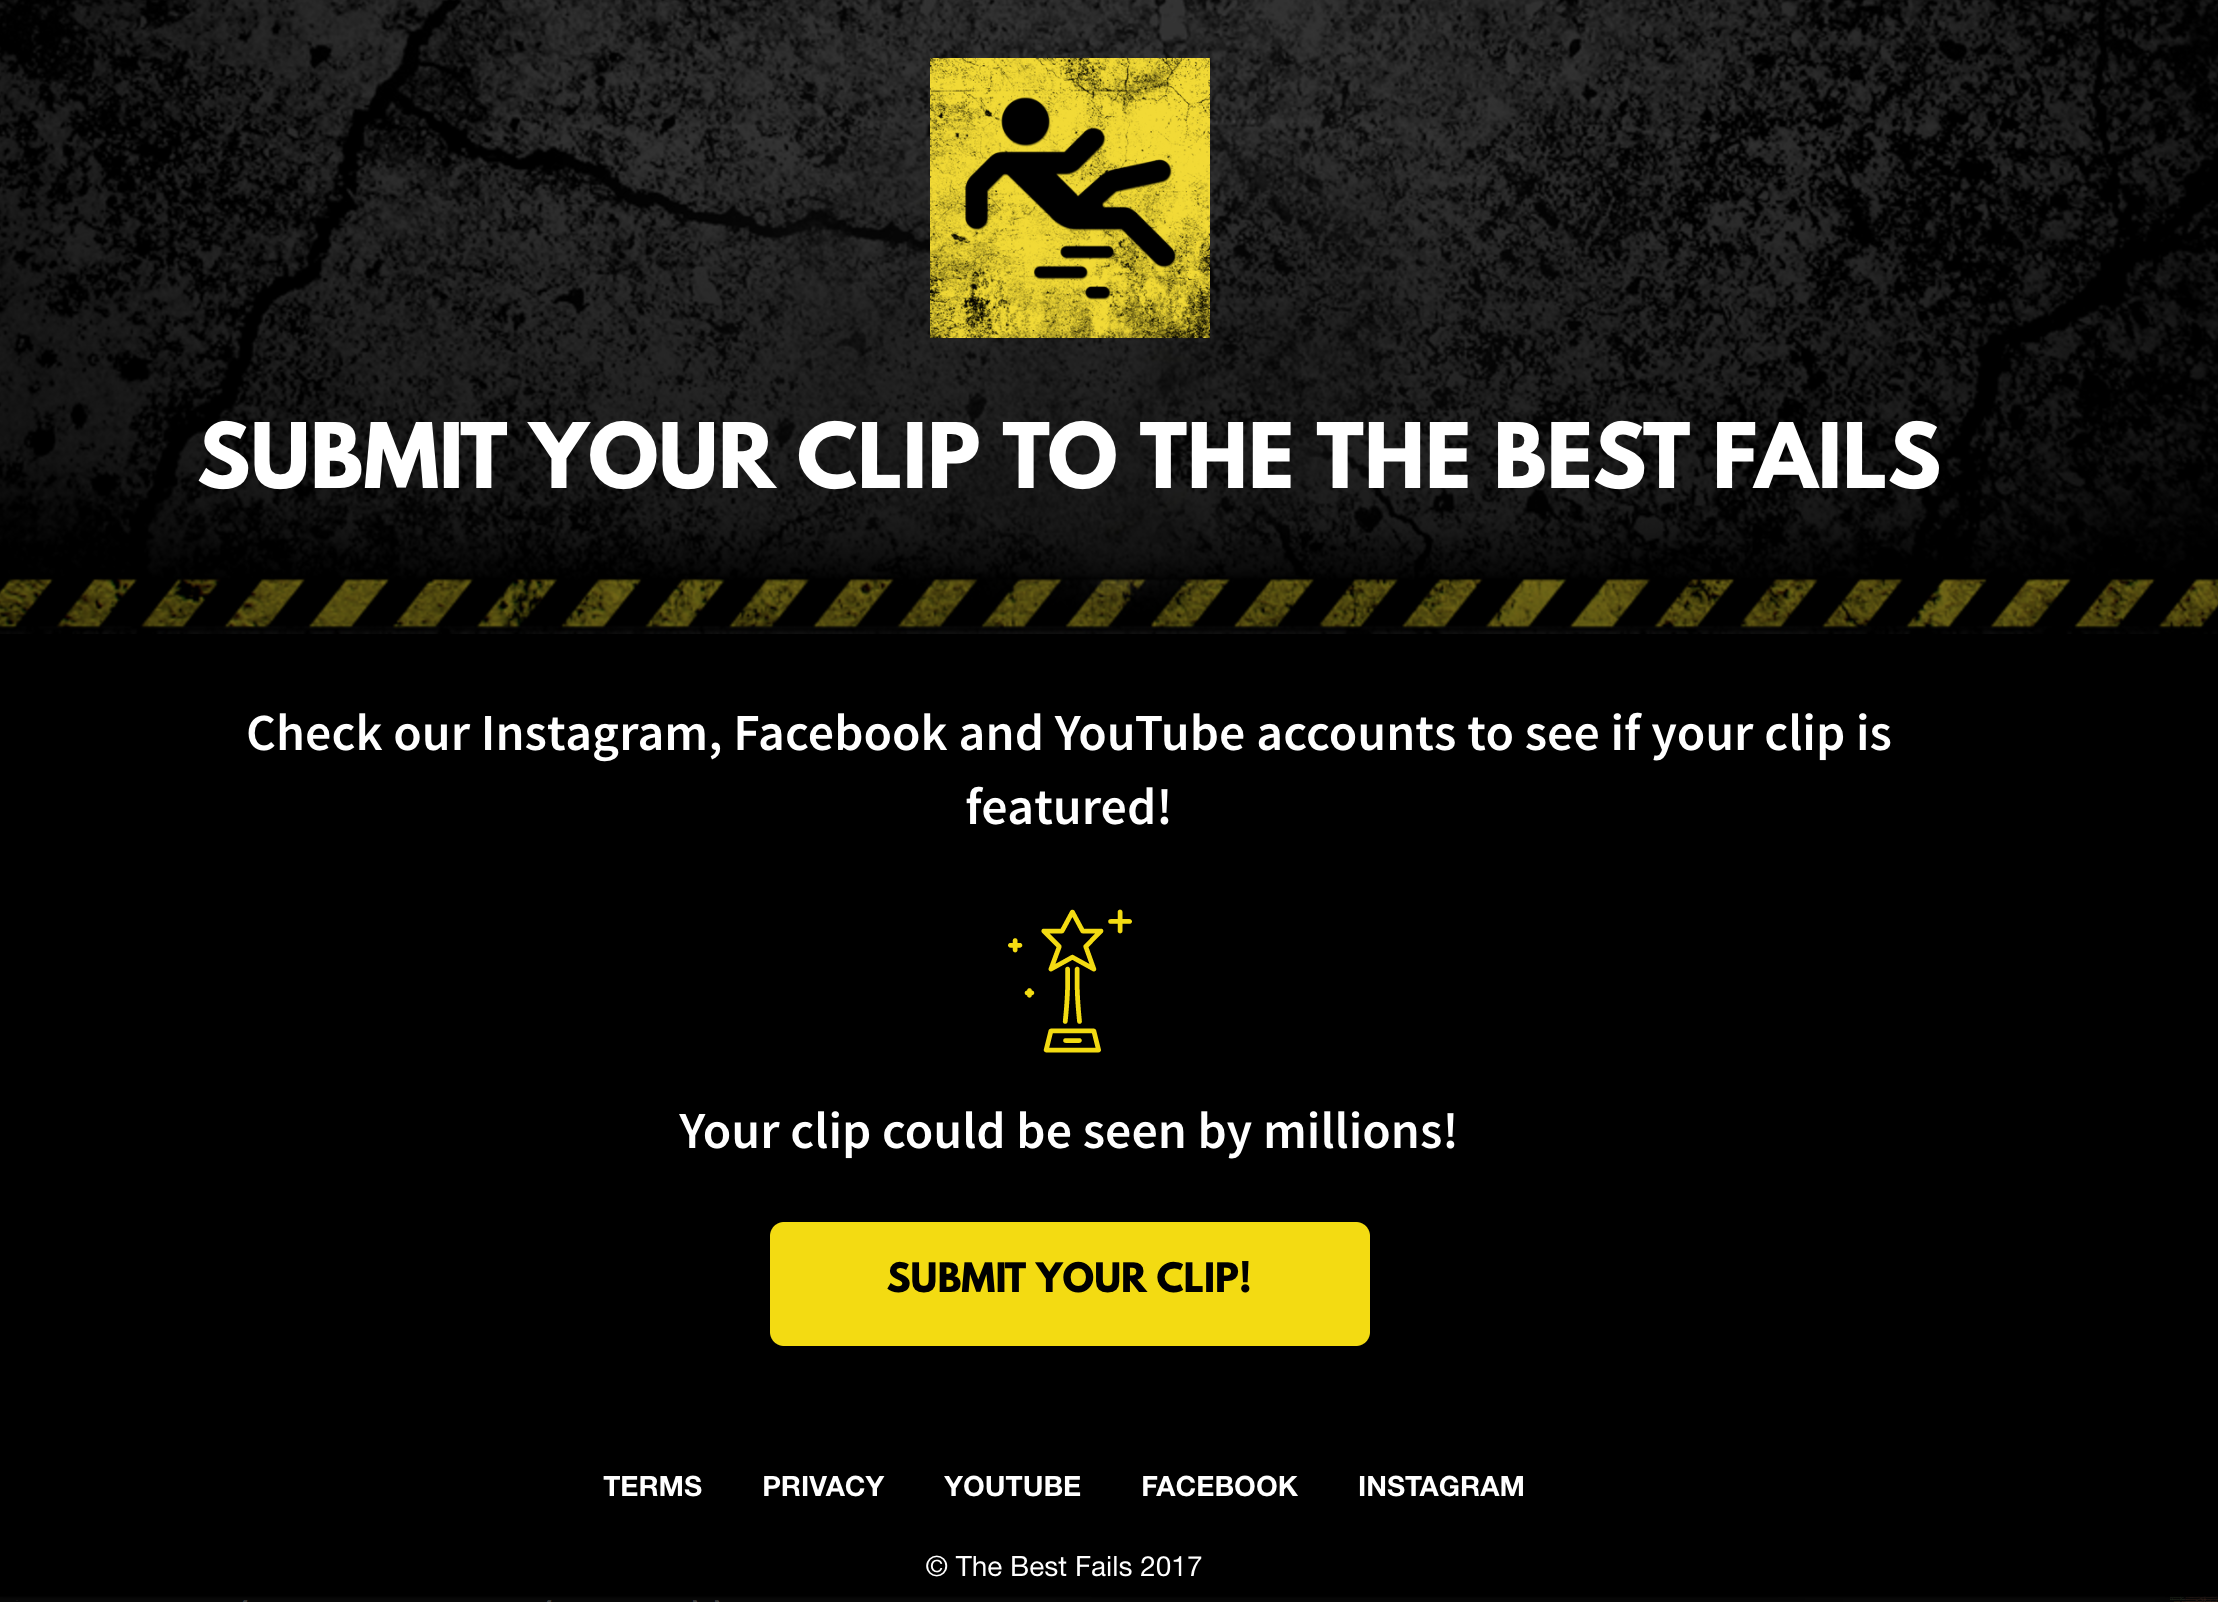 SUBMIT YOUR CLIP TO THE THE BEST FAILS
Check our Instagram, Facebook and YouTube accounts to see if your clip is
featured!
Your clip could be seen by millions!
SUBMIT YOUR CLIP!
TERMS PRIVACY YOUTUBE FACEBOOK INSTAGRAM
© The Best Fails 2017